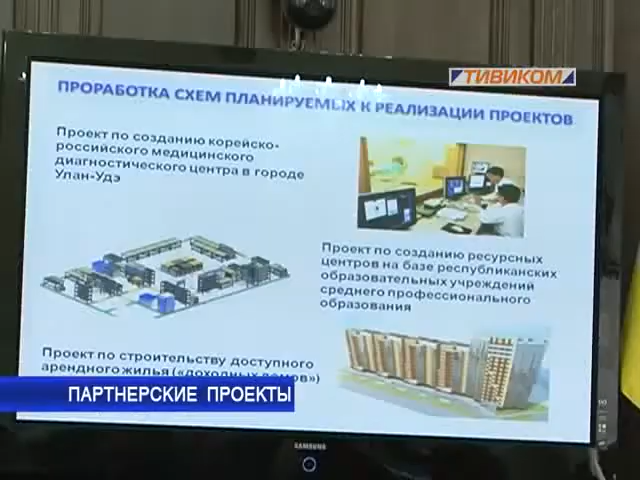 ТИВИКОМ
ПРОРАБОТКА СХЕМ ПЛАНИРУЕМЫХ К РЕАЛИЗАЦИИ ПРОЕКТОВ
Проект по созданию корейско-
российского медицинского
диагностического центра в городе
Улан-Удэ
Проект по созданию ресурсных
центров на базе республиканских
образовательных учреждений
среднего профессионального
образования
Проект по строительству доступного
арендного жилья («доходных домов»)
ПАРТНЕРСКИЕ ПРОЕКТЫ
SAMSUNG